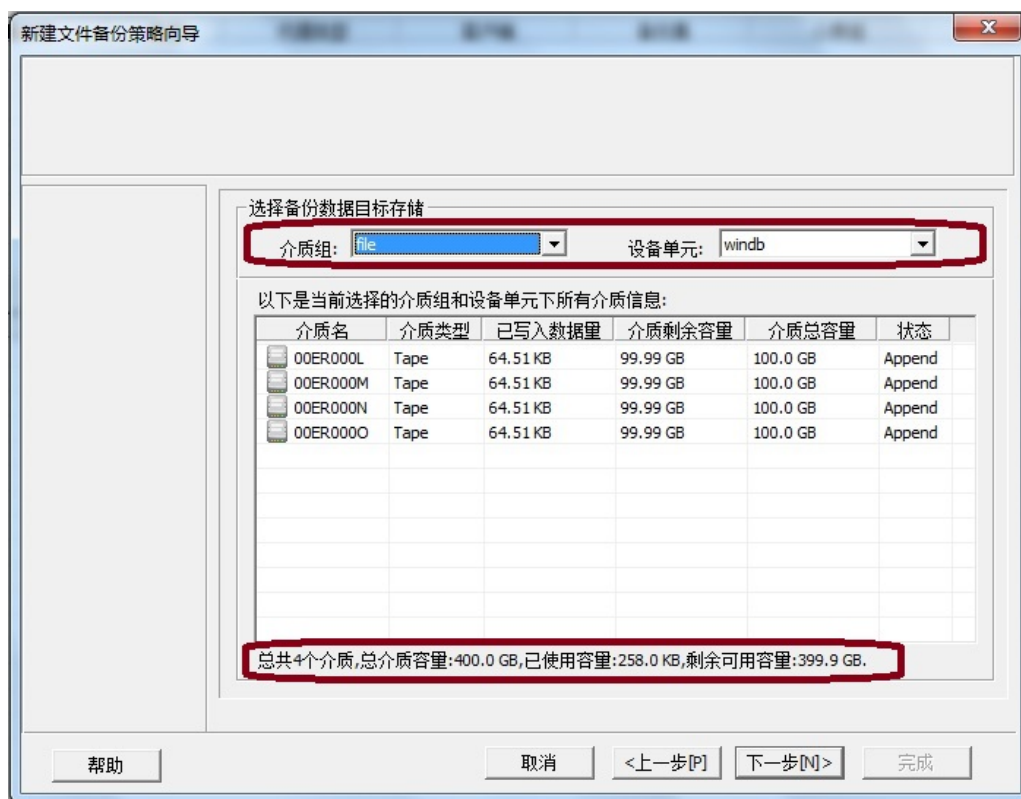 新建文件备份策略向导
选择备份数据目标存储
介质组: file 设备单元: windb
以下是当前选择的介质组和设备单元下所有介质信息:
介质名 介质类型 已写入数据量 介质剩余容量 介质总容量 状态
00ER000L Tape 64.51 KB 99.99 GB 100.0 GB Append
00ER000M Tape 64.51 KB 99.99 GB 100.0 GB Append
00ER000N Tape 64.51 KB 99.99 GB 100.0 GB Append
00ER000O Tape 64.51 KB 99.99 GB 100.0 GB Append
总共4个介质,总介质容量:400.0 GB,已使用容量:258.0 KB,剩余可用容量:399.9 GB.
帮助 取消 <上一步[P] 下一步[N]> 完成